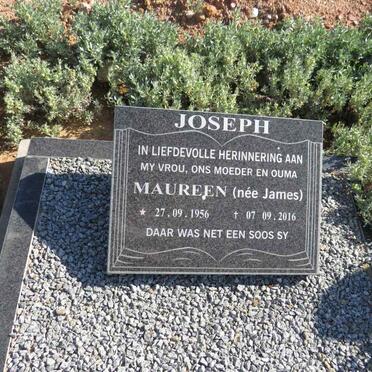 JOSEPH
IN LIEFDEVOLLE HERINNERING AAN
MY VROU, ONS MOEDER EN OUMA
MAUREEN (née James)
★ 27.09.1956 ✝ 07.09.2016
DAAR WAS NET EEN SOOS SY